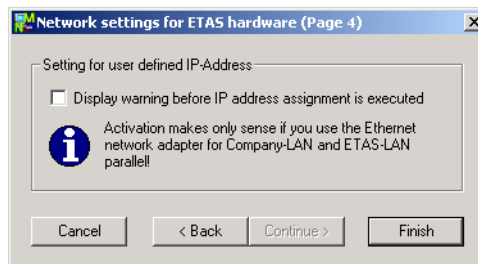 Network settings for ETAS hardware (Page 4)
Setting for user defined IP-Address
Display warning before IP address assignment is executed
Activation makes only sense if you use the Ethernet
network adapter for Company-LAN and ETAS-LAN
parallel!
Cancel
< Back
Continue >
Finish